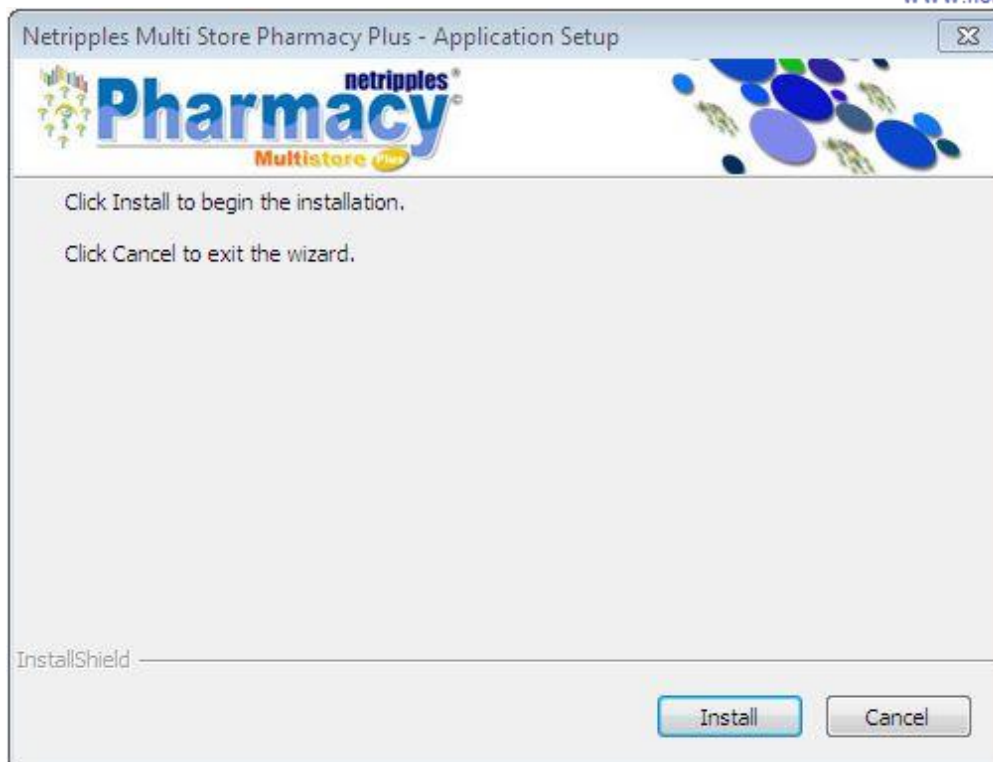 Netripples Multi Store Pharmacy Plus - Application Setup
netripples®
Pharmacy©
Multistore Plus
Click Install to begin the installation.
Click Cancel to exit the wizard.
InstallShield
Install Cancel